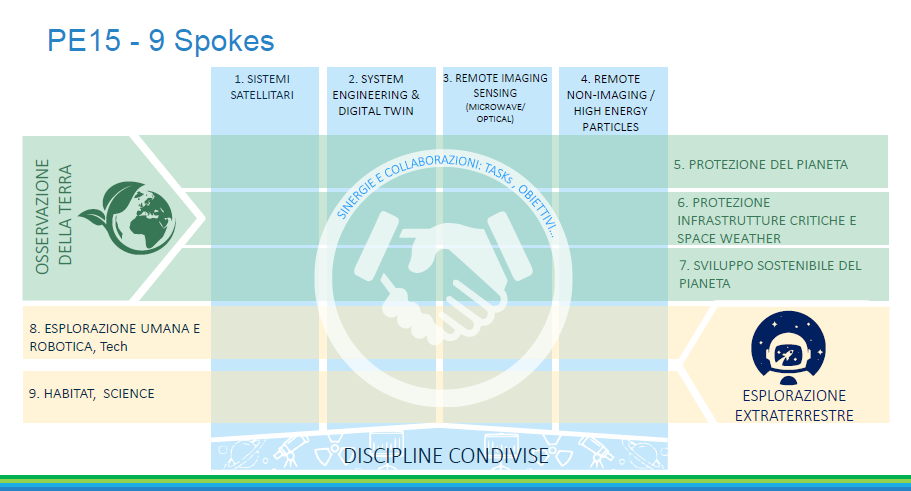 PE15 - 9 Spokes
1. SISTEMI
SATELLITARI
2. SYSTEM
ENGINEERING &
DIGITAL TWIN
3. REMOTE IMAGING
SENSING
(MICROWAVE/
OPTICAL)
4. REMOTE
NON-IMAGING /
HIGH ENERGY
PARTICLES
OSSERVAZIONE
DELLA TERRA
SINERGIE E COLLABORAZIONI: TASKs , OBIETTIVI...
5. PROTEZIONE DEL PIANETA
6. PROTEZIONE
INFRASTRUTTURE CRITICHE E
SPACE WEATHER
7. SVILUPPO SOSTENIBILE DEL
PIANETA
8. ESPLORAZIONE UMANA E
ROBOTICA, Tech
9. HABITAT, SCIENCE
ESPLORAZIONE
EXTRATERRESTRE
DISCIPLINE CONDIVISE